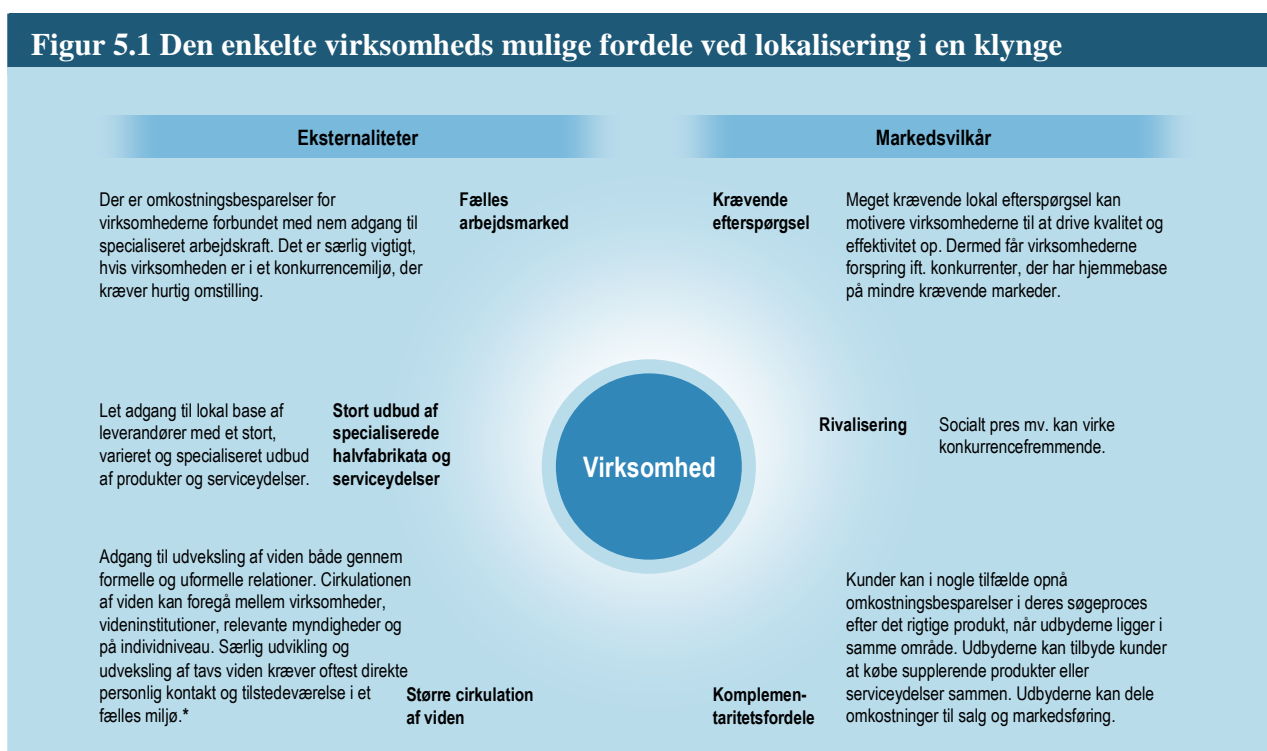 Figur 5.1 Den enkelte virksomheds mulige fordele ved lokalisering i en klynge
Eksternaliteter
Der er omkostningsbesparelser for
virksomhederne forbundet med nem adgang til
specialiseret arbejdskraft. Det er særlig vigtigt,
hvis virksomheden er i et konkurrencemiljø, der
kræver hurtig omstilling.
Fælles
arbejdsmarked
Let adgang til lokal base af
leverandører med et stort,
varieret og specialiseret udbud
af produkter og serviceydelser.
Stort udbud af
specialiserede
halvfabrikata og
serviceydelser
Adgang til udveksling af viden både gennem
formelle og uformelle relationer. Cirkulationen
af viden kan foregå mellem virksomheder,
videninstitutioner, relevante myndigheder og
på individniveau. Særlig udvikling og
udveksling af tavs viden kræver oftest direkte
personlig kontakt og tilstedeværelse i et
fælles miljø.*
Større cirkulation
af viden
Virksomhed
Markedsvilkår
Krævende
efterspørgsel
Meget krævende lokal efterspørgsel kan
motivere virksomhederne til at drive kvalitet og
effektivitet op. Dermed får virksomhederne
forspring ift. konkurrenter, der har hjemmebase
på mindre krævende markeder.
Rivalisering
Socialt pres mv. kan virke
konkurrencefremmende.
Komplemen-
taritetsfordele
Kunder kan i nogle tilfælde opnå
omkostningsbesparelser i deres søgeproces
efter det rigtige produkt, når udbyderne ligger i
samme område. Udbyderne kan tilbyde kunder
at købe supplerende produkter eller
serviceydelser sammen. Udbyderne kan dele
omkostninger til salg og markedsføring.